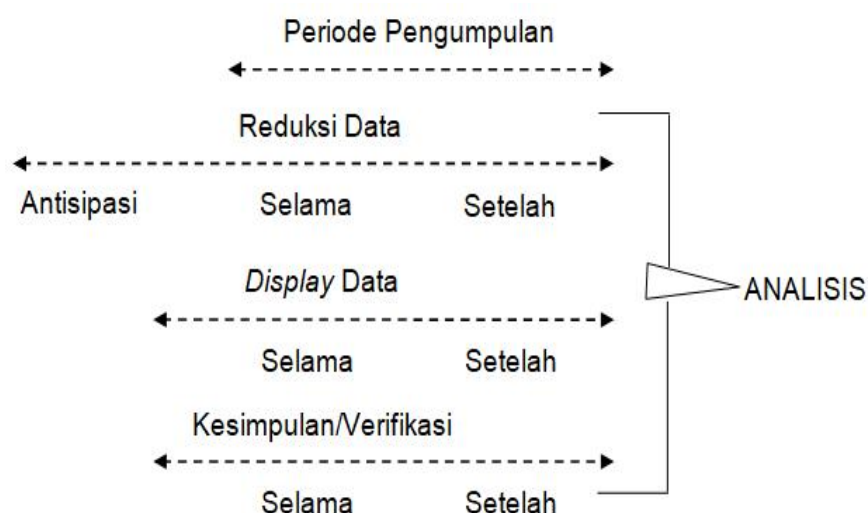 Periode Pengumpulan
Reduksi Data
Antisipasi Selama Setelah
Display Data
ANALISIS
Selama Setelah
Kesimpulan/Verifikasi
Selama Setelah